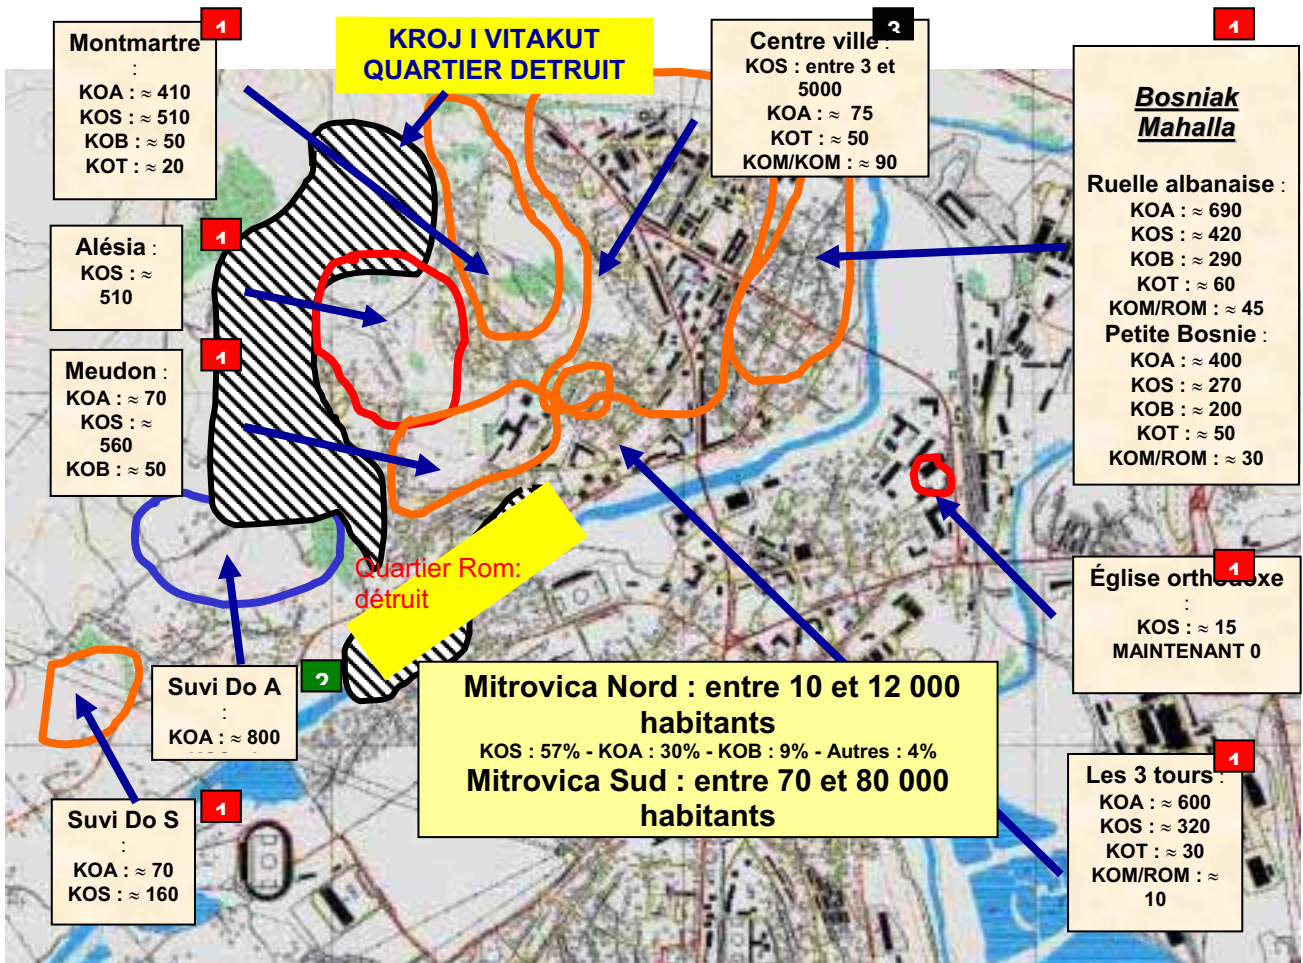 1
Montmartre
:
KOA : ≈ 410
KOS : ≈ 510
KOB : ≈ 50
KOT : ≈ 20
KROJ I VITAKUT
QUARTIER DETRUIT
3
Centre ville :
KOS : entre 3 et
5000
KOA : ≈ 75
KOT : ≈ 50
KOM/KOM : ≈ 90
1
Bosniak
Mahalla
Ruelle albanaise :
KOA : ≈ 690
KOS : ≈ 420
KOB : ≈ 290
KOT : ≈ 60
KOM/ROM : ≈ 45
Petite Bosnie :
KOA : ≈ 400
KOS : ≈ 270
KOB : ≈ 200
KOT : ≈ 50
KOM/ROM : ≈ 30
1
Alésia :
KOS : ≈
510
1
Meudon :
KOA : ≈ 70
KOS : ≈
560
KOB : ≈ 50
Quartier Rom:
détruit
1
Église orthodoxe
:
KOS : ≈ 15
MAINTENANT 0
2
Suvi Do A
:
KOA : ≈ 800
Mitrovica Nord : entre 10 et 12 000
habitants
KOS : 57% - KOA : 30% - KOB : 9% - Autres : 4%
Mitrovica Sud : entre 70 et 80 000
habitants
1
Suvi Do S
:
KOA : ≈ 70
KOS : ≈ 160
1
Les 3 tours :
KOA : ≈ 600
KOS : ≈ 320
KOT : ≈ 30
KOM/ROM : ≈
10